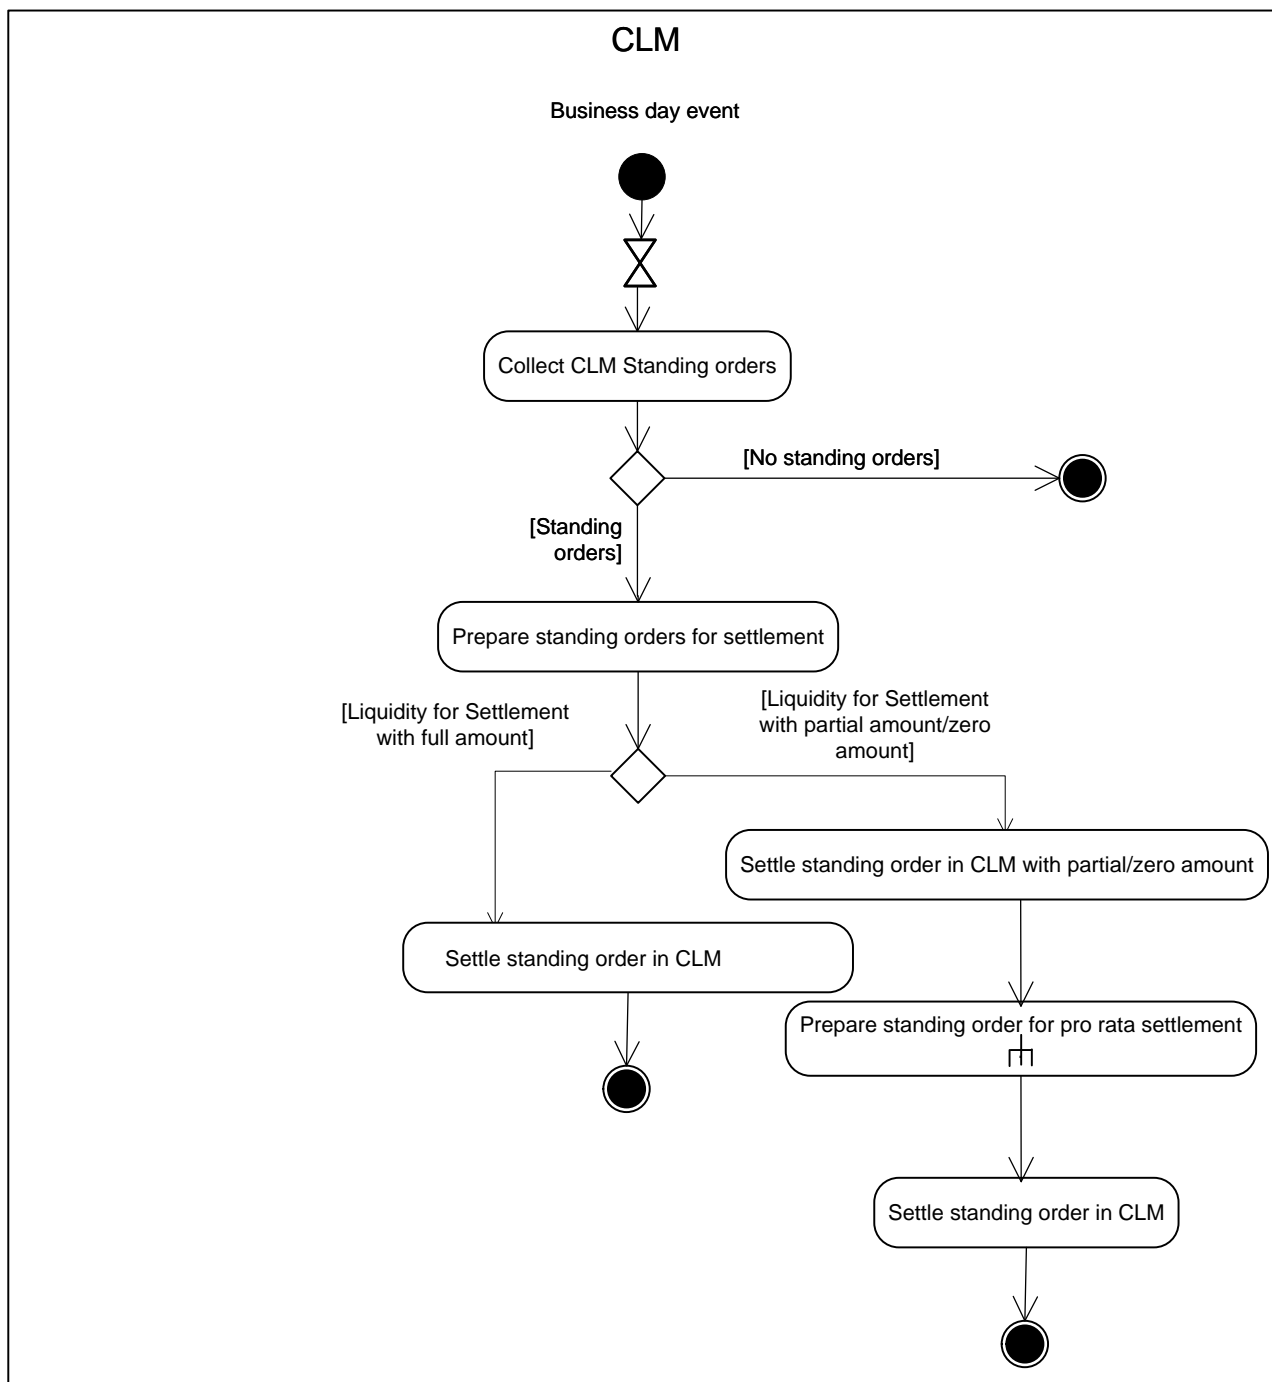 CLM
Business day event
Collect CLM Standing orders
[No standing orders]
[Standing
orders]
Prepare standing orders for settlement
[Liquidity for Settlement
with full amount]
[Liquidity for Settlement
with partial amount/zero
amount]
Settle standing order in CLM with partial/zero amount
Settle standing order in CLM
Prepare standing order for pro rata settlement
Settle standing order in CLM